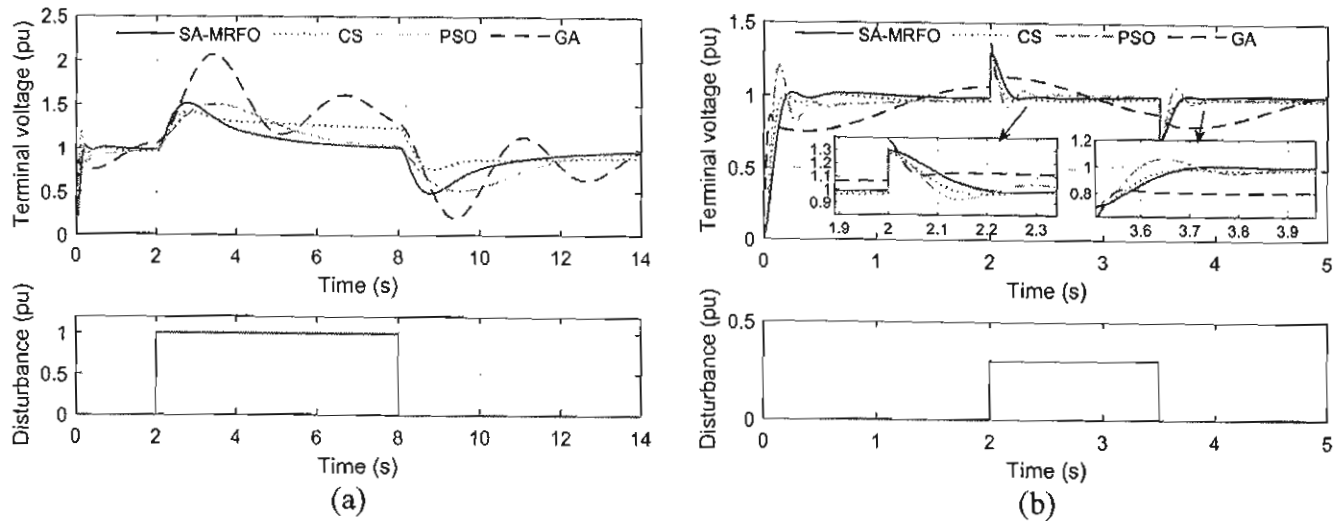 2.5
SA-MRFO CS PSO GA
2
1.5
1
0.5
0
Terminal voltage (pu)
0 2 4 6 8 10 12 14
Time (s)
1
0.5
0
Disturbance (pu)
0 2 4 6 8 10 12 14
Time (s)
(a)
1.5
SA-MRFO CS PSO GA
1
0.5
0
Terminal voltage (pu)
1.3
1.1
1
0.9
1.9 2 2.1 2.2 2.3
1.2
1
0.8
3.6 3.7 3.8 3.9
0 1 2 3 4 5
Time (s)
0.5
0
Disturbance (pu)
0 1 2 3 4 5
Time (s)
(b)